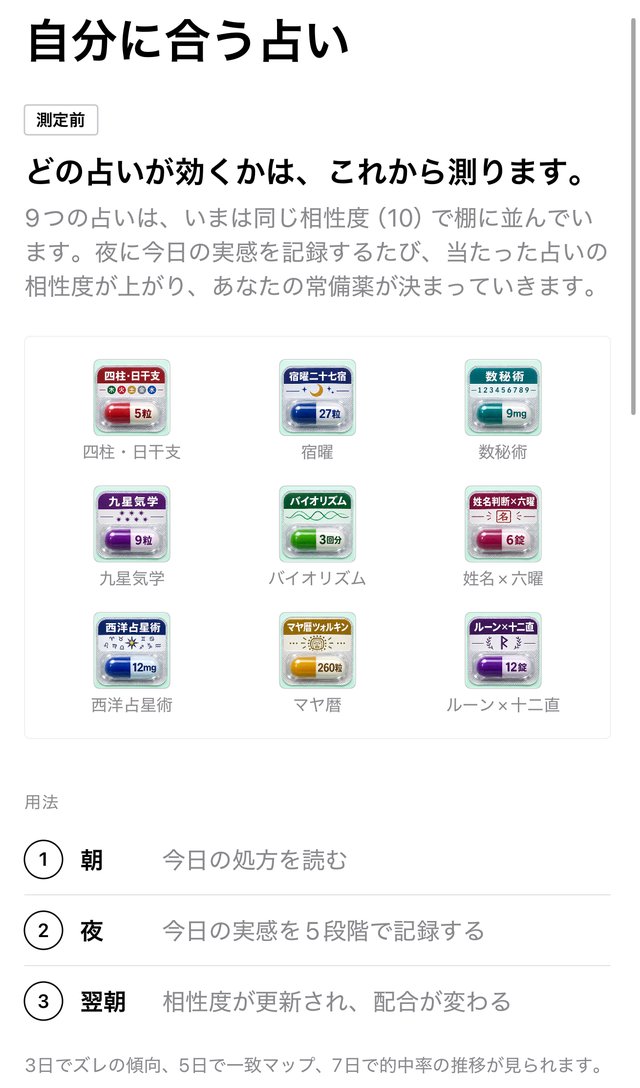 自分に合う占い
測定前
どの占いが効くかは、これから測ります。
9つの占いは、いまは同じ相性度（10）で棚に並んでい
ます。夜に今日の実感を記録するたび、当たった占いの
相性度が上がり、あなたの常備薬が決まっていきます。
四柱・日干支
木火土金水
5粒
四柱・日干支
宿曜二十七宿
27粒
宿曜
数秘術
123456789
9mg
数秘術
九星気学
9粒
九星気学
バイオリズム
3回分
バイオリズム
姓名判断×六曜
名
6錠
姓名×六曜
西洋占星術
12mg
西洋占星術
マヤ暦ツォルキン
260粒
マヤ暦
ルーン×十二直
ᚱ
12錠
ルーン×十二直
用法
1 朝 今日の処方を読む
2 夜 今日の実感を5段階で記録する
3 翌朝 相性度が更新され、配合が変わる
3日でズレの傾向、5日で一致マップ、7日で的中率の推移が見られます。